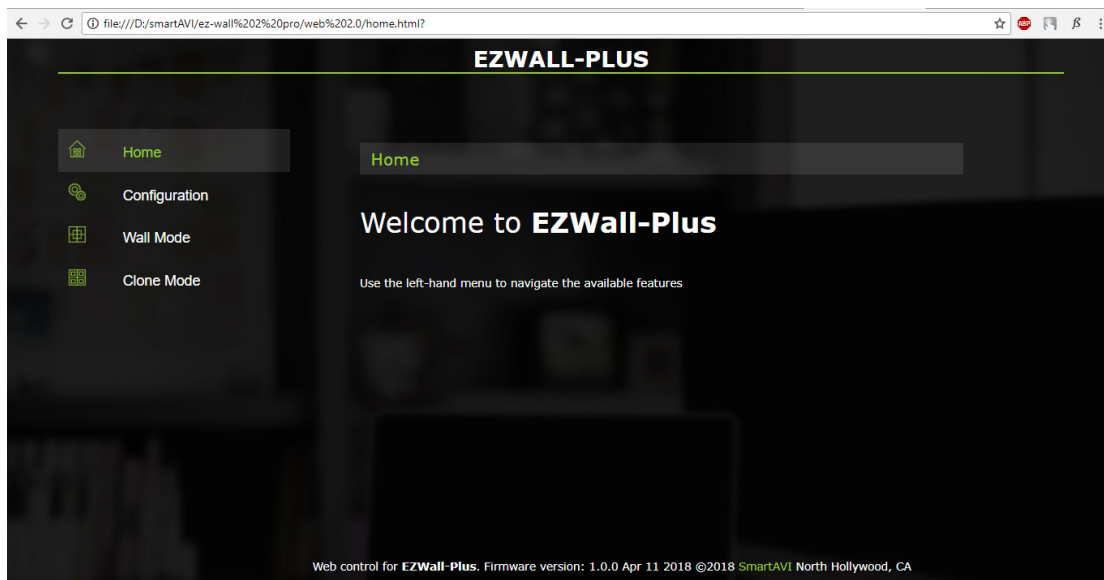 file:///D:/smartAVI/ez-wall%202%20pro/web%202.0/home.html?
ABP
EZWALL-PLUS
Home
Configuration
Wall Mode
Clone Mode
Home
Welcome to EZWall-Plus
Use the left-hand menu to navigate the available features
Web control for EZWall-Plus. Firmware version: 1.0.0 Apr 11 2018 ©2018 SmartAVI North Hollywood, CA